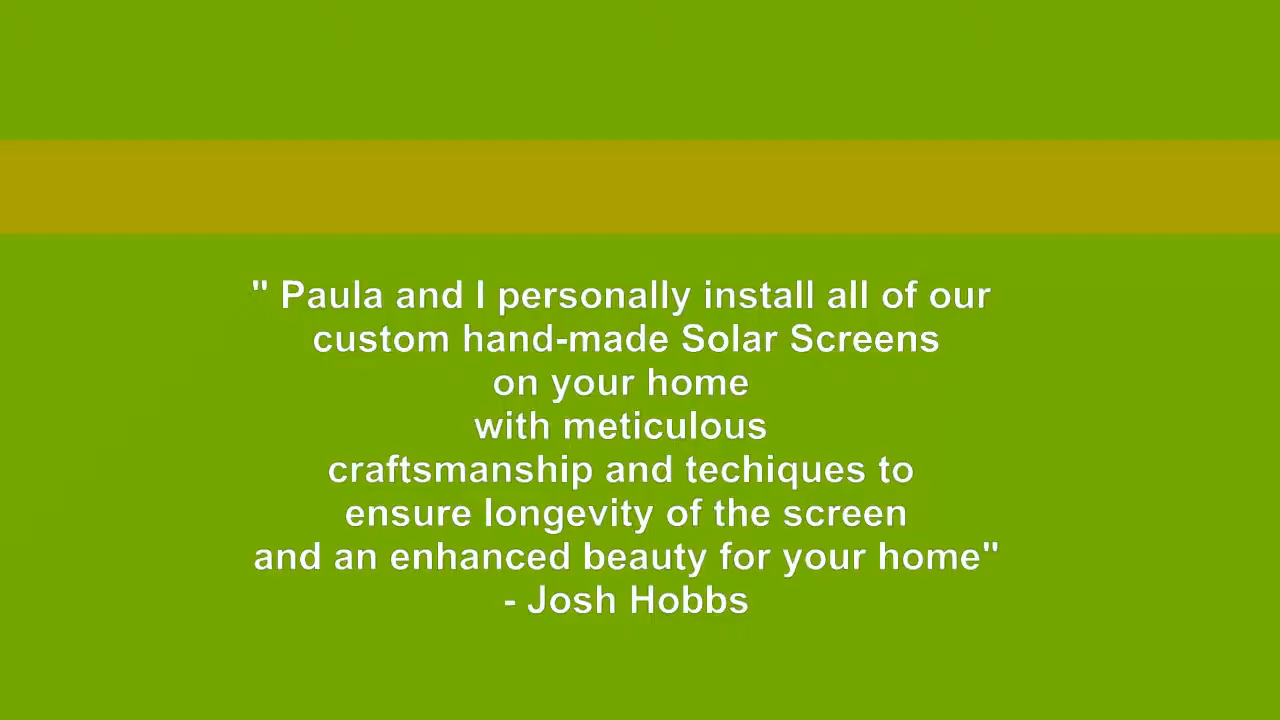 " Paula and I personally install all of our
custom hand-made Solar Screens
on your home
with meticulous
craftsmanship and techiques to
ensure longevity of the screen
and an enhanced beauty for your home"
- Josh Hobbs